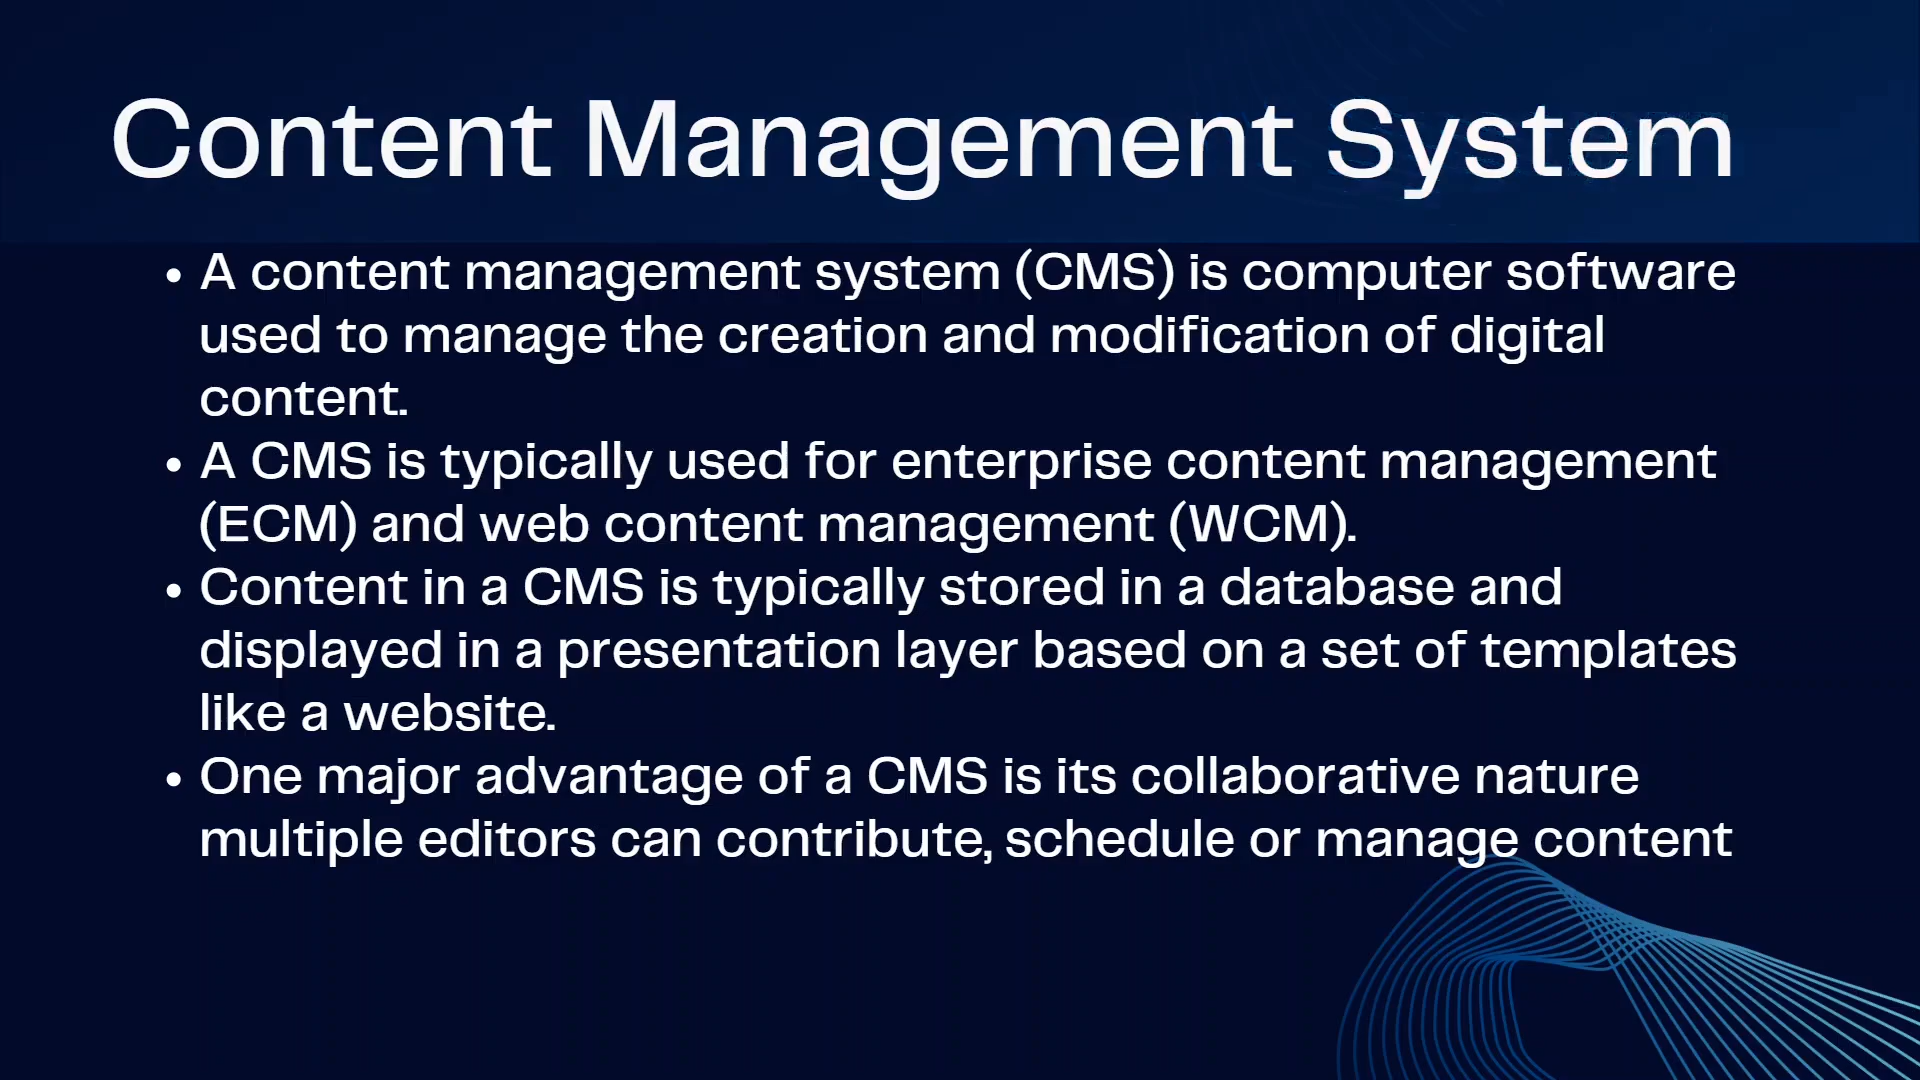 Content Management System
• A content management system (CMS) is computer software
used to manage the creation and modification of digital
content.
• A CMS is typically used for enterprise content management
(ECM) and web content management (WCM).
• Content in a CMS is typically stored in a database and
displayed in a presentation layer based on a set of templates
like a website.
• One major advantage of a CMS is its collaborative nature
multiple editors can contribute, schedule or manage content